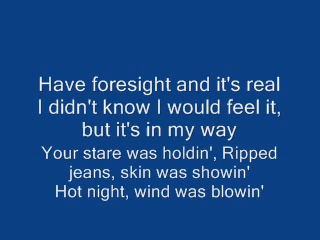 Have foresight and it's real
I didn't know I would feel it,
but it's in my way
Your stare was holdin', Ripped
jeans, skin was showin'
Hot night, wind was blowin'